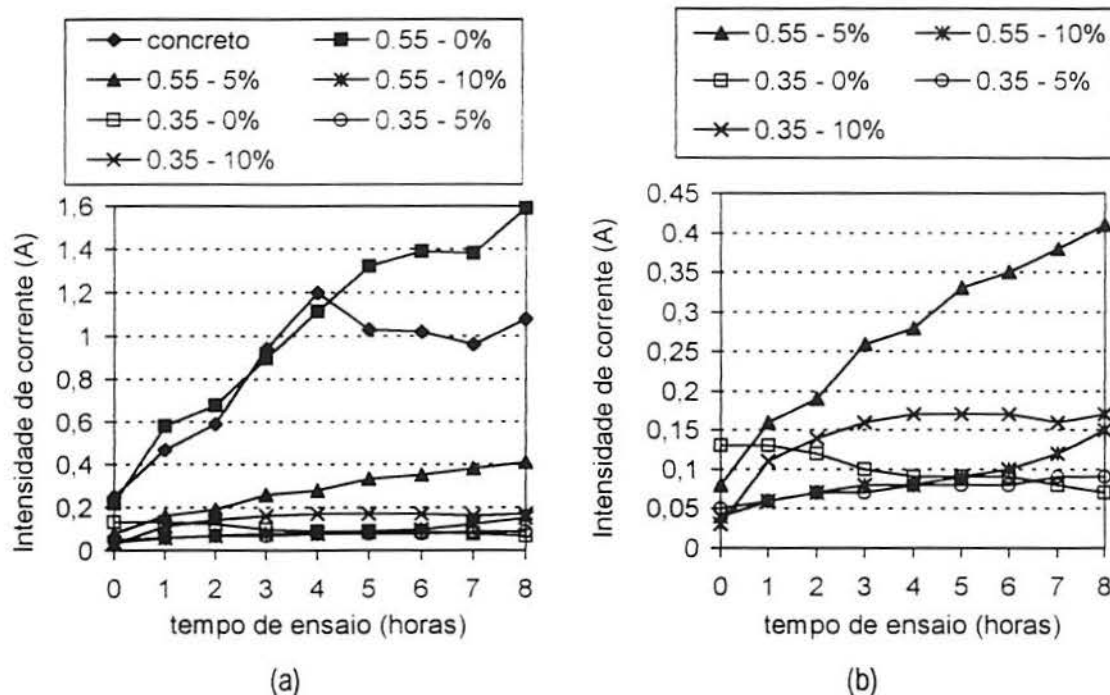 concreto 0.55 - 0%
0.55 - 5% 0.55 - 10%
0.35 - 0% 0.35 - 5%
0.35 - 10%
Intensidade de corrente (A)
1,6
1.4
1,2
1
0,8
0,6
0,4
0,2
0
0 1 2 3 4 5 6 7 8
tempo de ensaio (horas)
(a)
0.55 - 5% 0.55 - 10%
0.35 - 0% 0.35 - 5%
0.35 - 10%
Intensidade de corrente (A)
0,45
0,4
0,35
0,3
0,25
0,2
0,15
0,1
0,05
0
0 1 2 3 4 5 6 7 8
tempo de ensaio (horas)
(b)